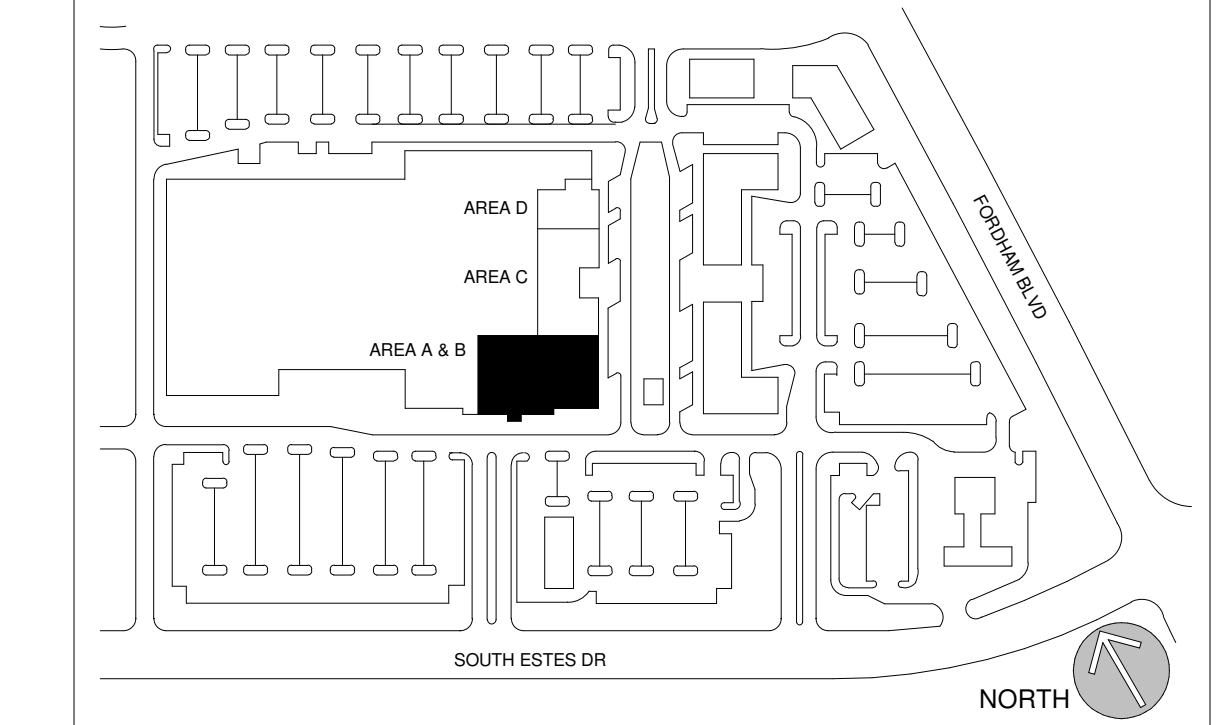 AREA D
FORDHAM BLVD
AREA C
AREA A & B
SOUTH ESTES DR
NORTH